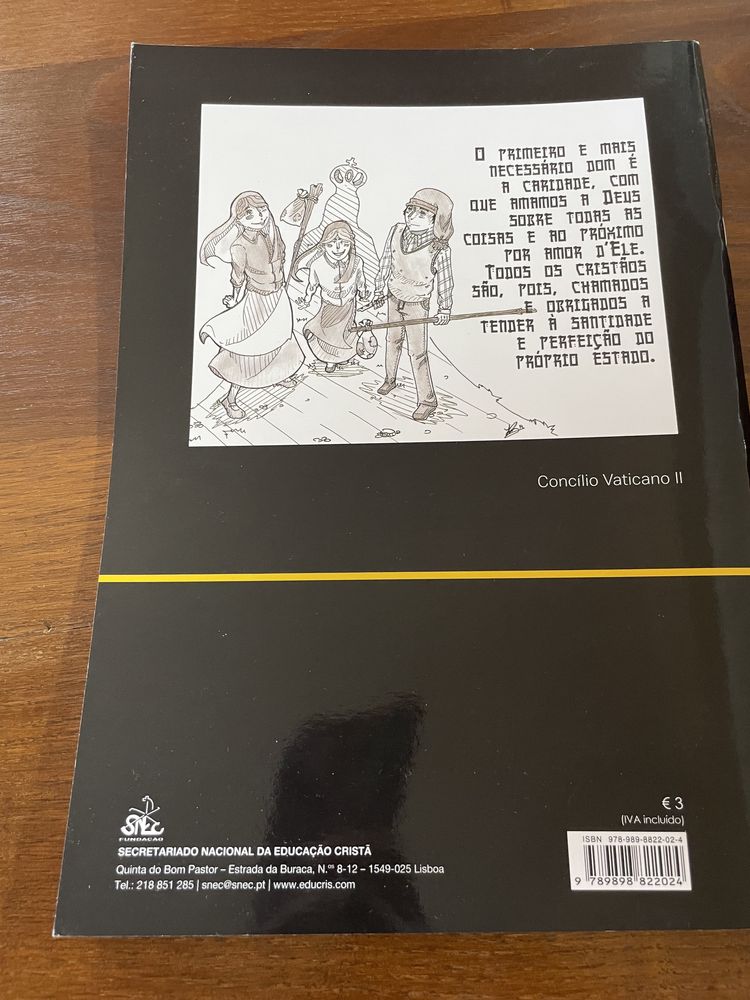 O PRIMEIRO E MAIS
NECESSÁRIO DOM É
A CARIDADE, COM
QUE AMAMOS A DEUS
SOBRE TODAS AS
COISAS E AO PRÓXIMO
POR AMOR D'ELE.
TODOS OS CRISTÃOS
SÃO, POIS, CHAMADOS
E OBRIGADOS A
TENDER À SANTIDADE
E PERFEIÇÃO DO
PRÓPRIO ESTADO.
Concílio Vaticano II
SNEC
FUNDAÇÃO
SECRETARIADO NACIONAL DA EDUCAÇÃO CRISTÃ
Quinta do Bom Pastor – Estrada da Buraca, N.ºs 8-12 – 1549-025 Lisboa
Tel.: 218 851 285 | snec@snec.pt | www.educris.com
€ 3
(IVA incluído)
ISBN 978-989-8822-02-4
9 789898 822024